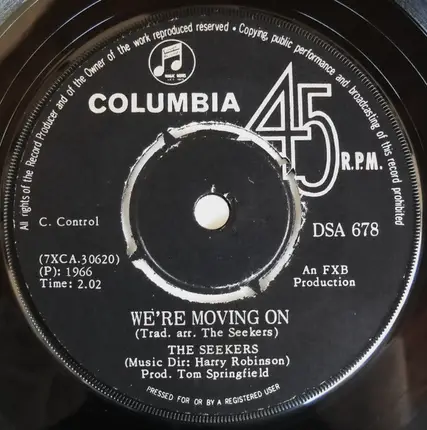 All rights of the Record Producer and of the Owner of the work reproduced reserved • Copying, public performance and broadcasting of this record prohibited
COLUMBIA
45
R.P.M.
C. Control
DSA 678
(7XCA.30620)
(P): 1966
Time: 2.02
An FXB
Production
WE'RE MOVING ON
(Trad. arr. The Seekers)
THE SEEKERS
(Music Dir: Harry Robinson)
Prod. Tom Springfield
PRESSED FOR OR BY A REGISTERED USER